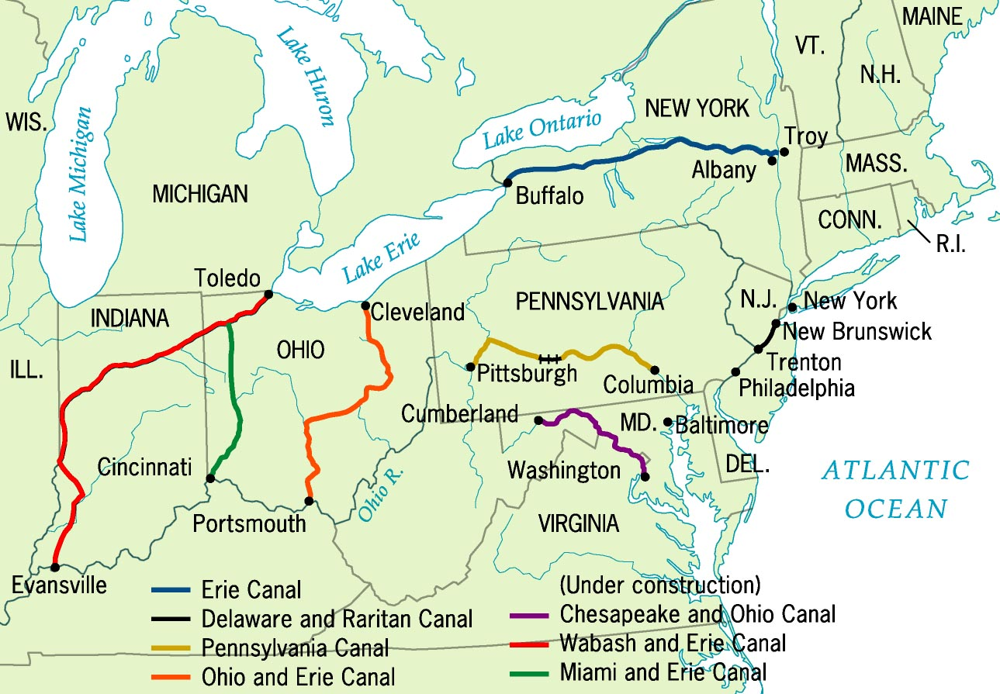 MAINE
VT.
N.H.
Lake Huron
NEW YORK
WIS.
Lake Michigan
Lake Ontario
Troy
MASS.
Albany
MICHIGAN
Buffalo
CONN.
R.I.
Lake Erie
Toledo
PENNSYLVANIA
N.J.
New York
INDIANA
Cleveland
New Brunswick
OHIO
Trenton
ILL.
Pittsburgh
Columbia
Philadelphia
Cumberland
MD.
Baltimore
Cincinnati
Washington
DEL.
ATLANTIC
OCEAN
Ohio R.
Portsmouth
VIRGINIA
Evansville
Erie Canal
Delaware and Raritan Canal
Pennsylvania Canal
Ohio and Erie Canal
(Under construction)
Chesapeake and Ohio Canal
Wabash and Erie Canal
Miami and Erie Canal